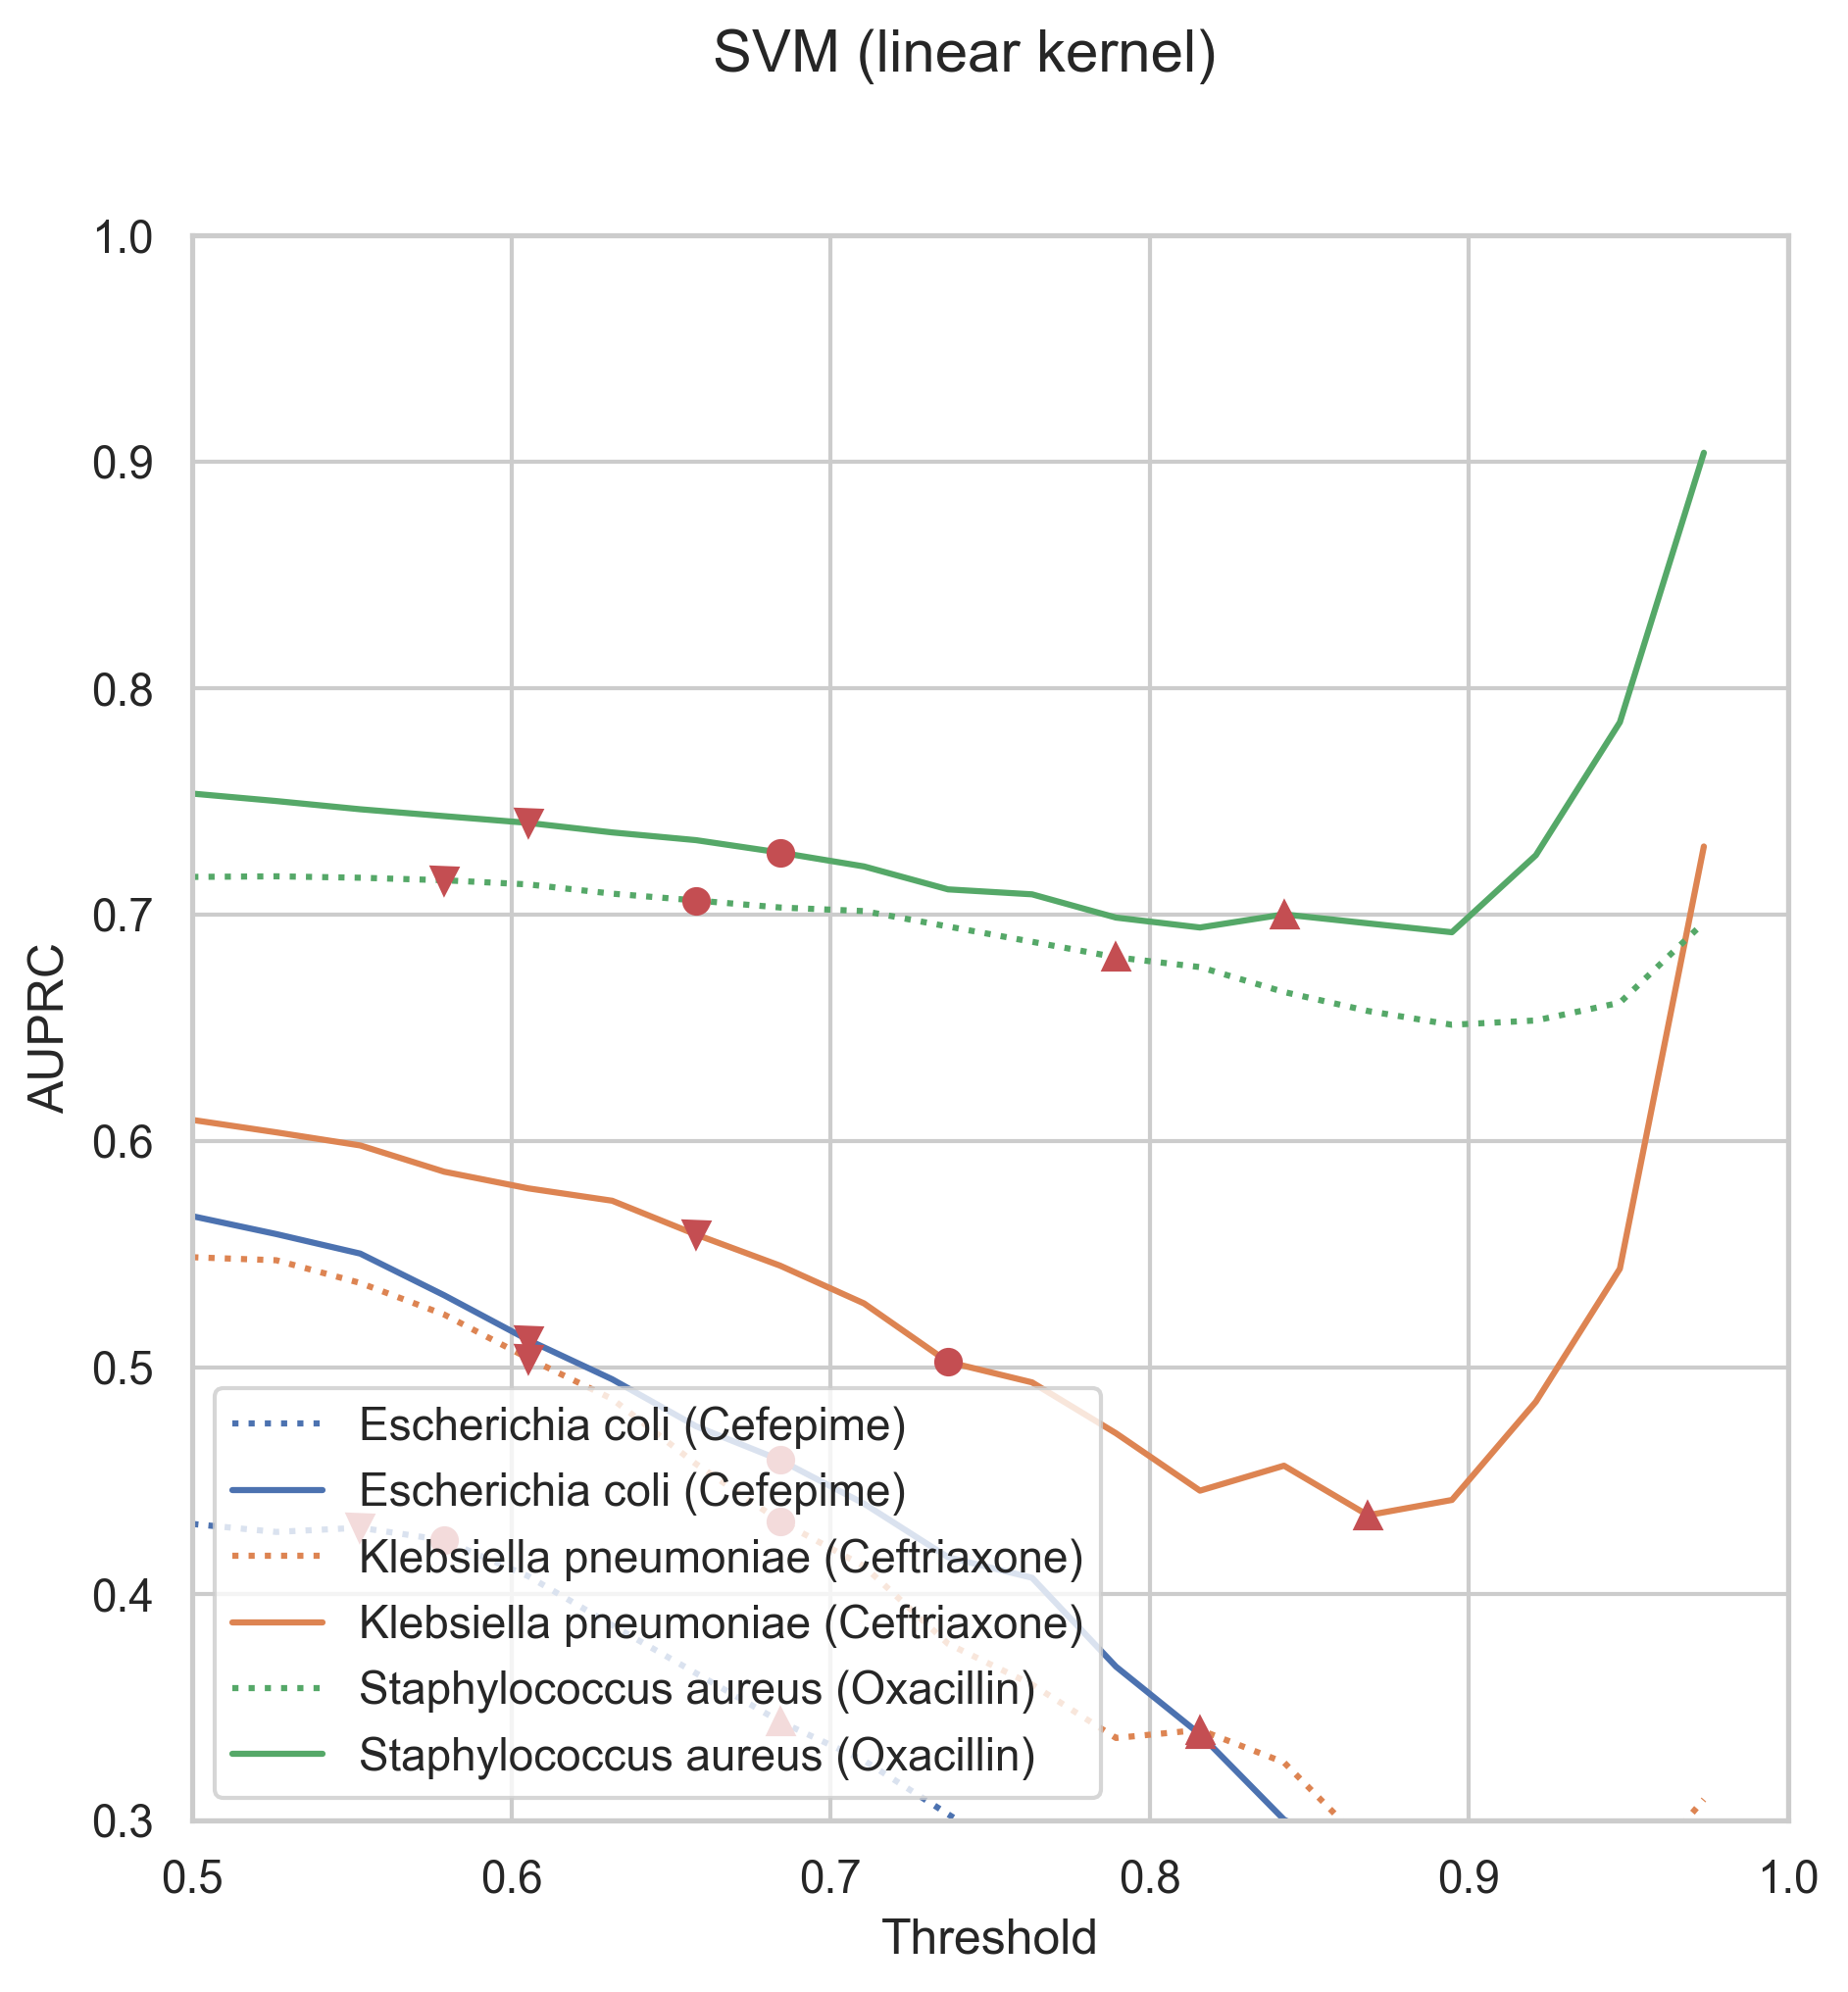 SVM (linear kernel)
1.0
0.9
0.8
0.7
0.6
0.5
0.4
0.3
AUPRC
Escherichia coli (Cefepime)
Escherichia coli (Cefepime)
Klebsiella pneumoniae (Ceftriaxone)
Klebsiella pneumoniae (Ceftriaxone)
Staphylococcus aureus (Oxacillin)
Staphylococcus aureus (Oxacillin)
0.5 0.6 0.7 0.8 0.9 1.0
Threshold